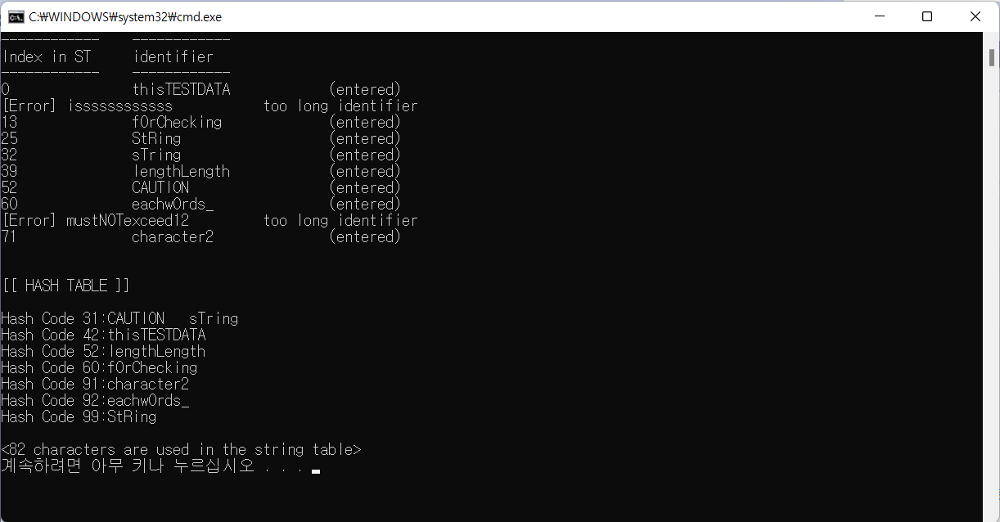 C:₩WINDOWS₩system32₩cmd.exe
------------ ------------
Index in ST identifier
------------ ------------
0 thisTESTDATA (entered)
[Error] issssssssssss too long identifier
13 f0rChecking (entered)
25 StRing (entered)
32 sTring (entered)
39 lengthLength (entered)
52 CAUTION (entered)
60 eachw0rds_ (entered)
[Error] mustNOTexceed12 too long identifier
71 character2 (entered)
[[ HASH TABLE ]]
Hash Code 31:CAUTION sTring
Hash Code 42:thisTESTDATA
Hash Code 52:lengthLength
Hash Code 60:f0rChecking
Hash Code 91:character2
Hash Code 92:eachw0rds_
Hash Code 99:StRing
<82 characters are used in the string table>
계속하려면 아무 키나 누르십시오 . . .